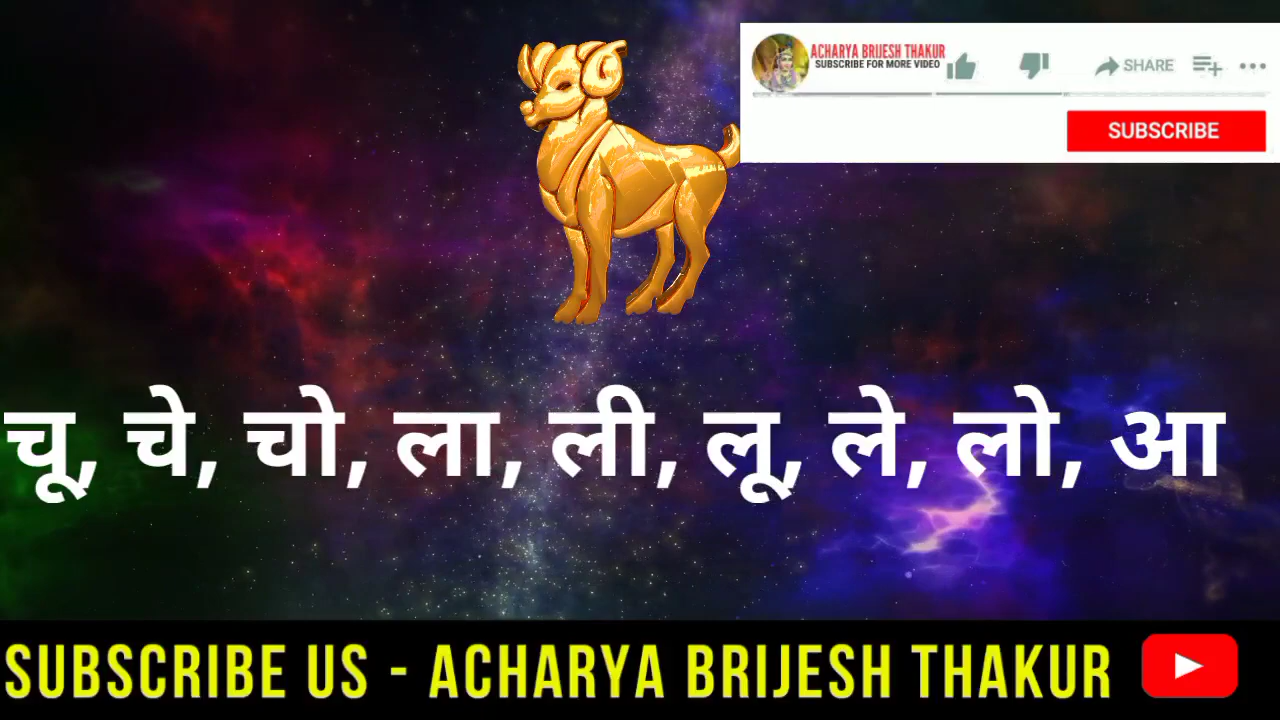 ACHARYA BRIJESH THAKUR
SUBSCRIBE FOR MORE VIDEO
SHARE
SUBSCRIBE
चू, चे, चो, ला, ली, लू, ले, लो, आ
SUBSCRIBE US - ACHARYA BRIJESH THAKUR